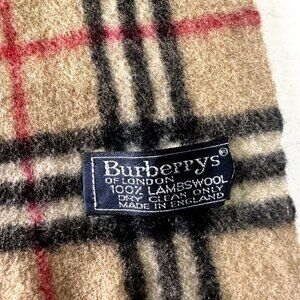 Burberrys®
OF LONDON
100% LAMBSWOOL
DRY CLEAN ONLY
MADE IN ENGLAND